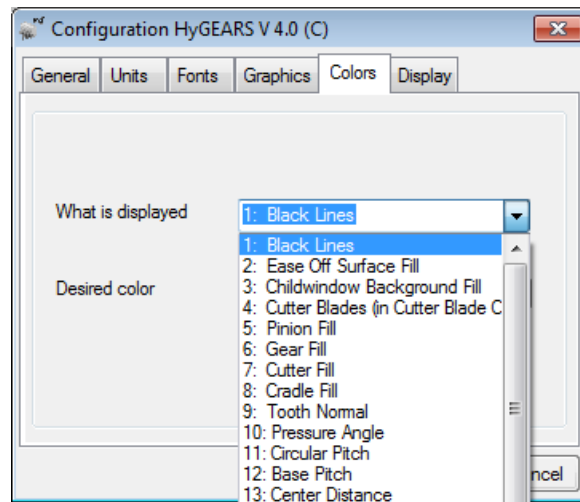 Configuration HyGEARS V 4.0 (C)
General Units Fonts Graphics Colors Display
What is displayed
1: Black Lines
1: Black Lines
2: Ease Off Surface Fill
3: Childwindow Background Fill
Desired color
4: Cutter Blades (in Cutter Blade C
5: Pinion Fill
6: Gear Fill
7: Cutter Fill
8: Cradle Fill
9: Tooth Normal
10: Pressure Angle
11: Circular Pitch
12: Base Pitch
ncel
13: Center Distance